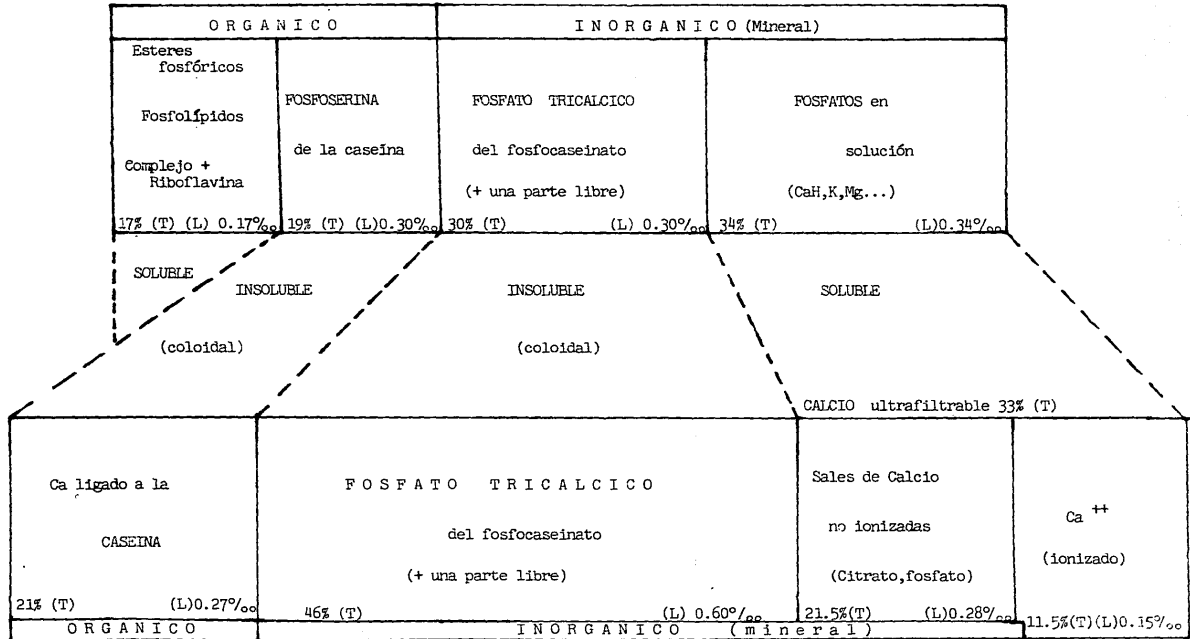 ORGANICO
INORGANICO (Mineral)
Esteres
fosfóricos
Fosfolípidos
Complejo +
Riboflavina
17% (T) (L) 0.17‰
FOSFOSERINA
de la caseína
19% (T) (L)0.30‰
FOSFATO TRICALCICO
del fosfocaseinato
(+ una parte libre)
30% (T) (L) 0.30‰
FOSFATOS en
solución
(CaH,K,Mg...)
34% (T) (L)0.34‰
SOLUBLE
INSOLUBLE
(coloidal)
INSOLUBLE
(coloidal)
SOLUBLE
CALCIO ultrafiltrable 33% (T)
Ca ligado a la
CASEINA
21% (T) (L)0.27‰
FOSFATO TRICALCICO
del fosfocaseinato
(+ una parte libre)
46% (T) (L) 0.60‰
Sales de Calcio
no ionizadas
(Citrato,fosfato)
21.5%(T) (L)0.28‰
Ca ++
(ionizado)
11.5%(T)(L)0.15‰
ORGANICO
INORGANICO (mineral)